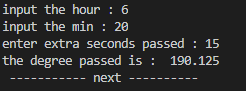 input the hour : 6
input the min : 20
enter extra seconds passed : 15
the degree passed is :  190.125
 ----------- next ----------